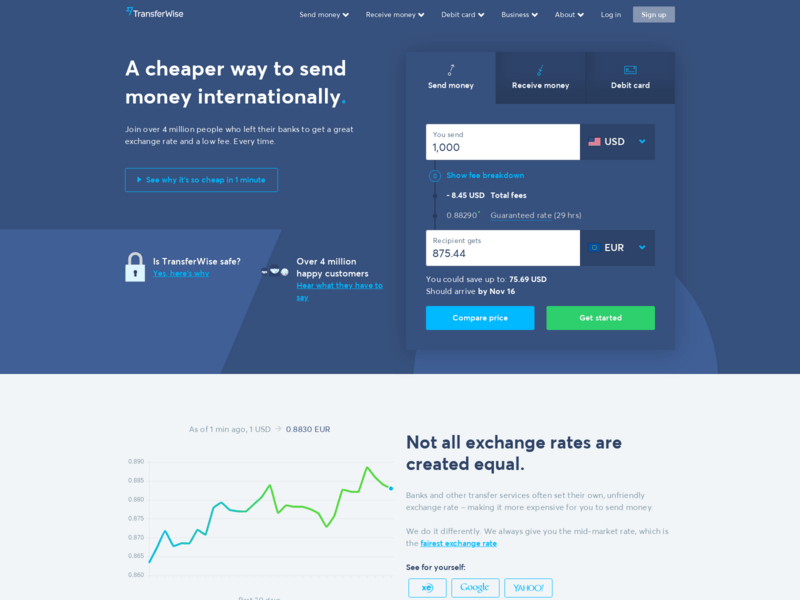 TransferWise
Send money Receive money Debit card Business About Log in Sign up
A cheaper way to send
money internationally.
Join over 4 million people who left their banks to get a great
exchange rate and a low fee. Every time.
See why it's so cheap in 1 minute
Is TransferWise safe?
Yes, here's why
Over 4 million
happy customers
Hear what they have to
say
Send money Receive money Debit card
You send
1,000
USD
Show fee breakdown
- 8.45 USD Total fees
0.88290* Guaranteed rate (29 hrs)
Recipient gets
875.44
EUR
You could save up to 75.69 USD
Should arrive by Nov 16
Compare price Get started
As of 1 min ago, 1 USD → 0.8830 EUR
0.890
0.885
0.880
0.875
0.870
0.865
0.860
Past 30 days
Not all exchange rates are
created equal.
Banks and other transfer services often set their own, unfriendly
exchange rate – making it more expensive for you to send money.
We do it differently. We always give you the mid-market rate, which is
the fairest exchange rate
See for yourself:
xe Google YAHOO!